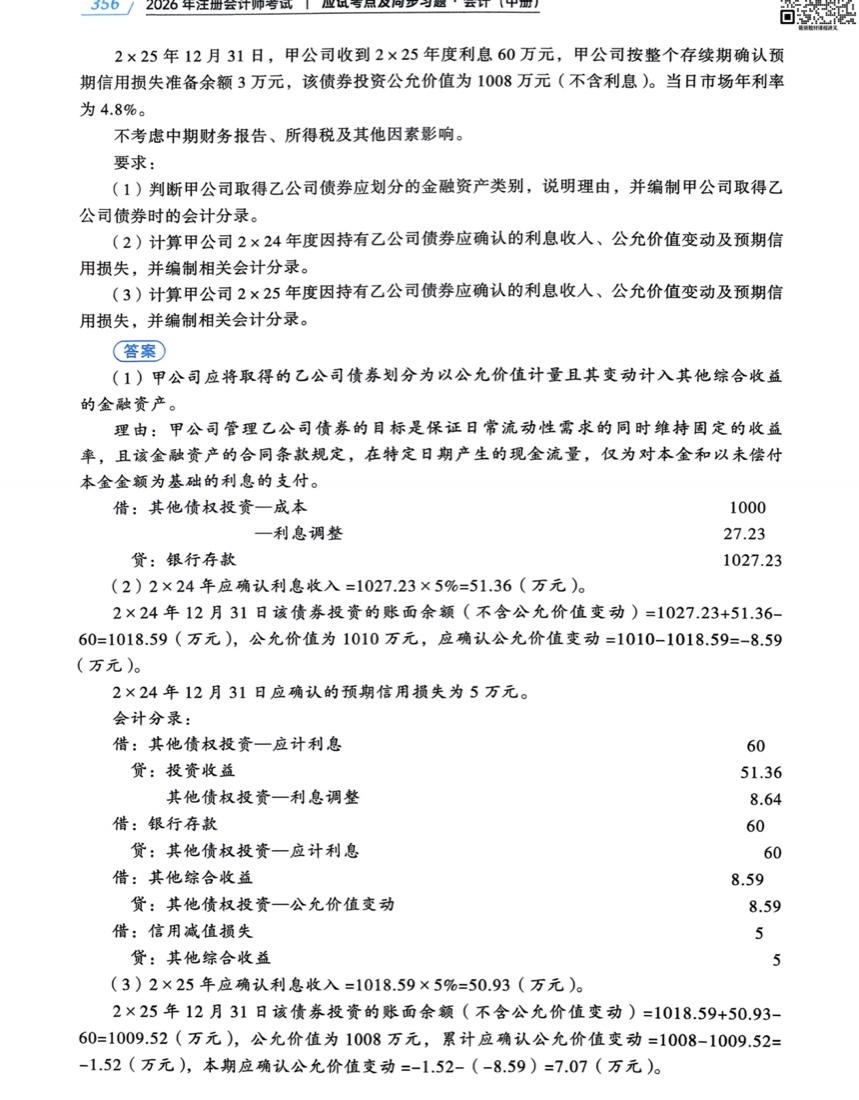 356 2026年注册会计师考试 | 应试考点及同步习题·会计（中册）
2×25年12月31日，甲公司收到2×25年度利息60万元，甲公司按整个存续期确认预
期信用损失准备余额3万元，该债券投资公允价值为1008万元（不含利息）。当日市场年利率
为4.8%。
不考虑中期财务报告、所得税及其他因素影响。
要求：
（1）判断甲公司取得乙公司债券应划分的金融资产类别，说明理由，并编制甲公司取得乙
公司债券时的会计分录。
（2）计算甲公司2×24年度因持有乙公司债券应确认的利息收入、公允价值变动及预期信
用损失，并编制相关会计分录。
（3）计算甲公司2×25年度因持有乙公司债券应确认的利息收入、公允价值变动及预期信
用损失，并编制相关会计分录。
答案
（1）甲公司应将取得的乙公司债券划分为以公允价值计量且其变动计入其他综合收益
的金融资产。
理由：甲公司管理乙公司债券的目标是保证日常流动性需求的同时维持固定的收益
率，且该金融资产的合同条款规定，在特定日期产生的现金流量，仅为对本金和以未偿付
本金金额为基础的利息的支付。
借：其他债权投资—成本 1000
—利息调整 27.23
贷：银行存款 1027.23
（2）2×24年应确认利息收入=1027.23×5%=51.36（万元）。
2×24年12月31日该债券投资的账面余额（不含公允价值变动）=1027.23+51.36-
60=1018.59（万元），公允价值为1010万元，应确认公允价值变动=1010-1018.59=-8.59
（万元）。
2×24年12月31日应确认的预期信用损失为5万元。
会计分录：
借：其他债权投资—应计利息 60
贷：投资收益 51.36
其他债权投资—利息调整 8.64
借：银行存款 60
贷：其他债权投资—应计利息 60
借：其他综合收益 8.59
贷：其他债权投资—公允价值变动 8.59
借：信用减值损失 5
贷：其他综合收益 5
（3）2×25年应确认利息收入=1018.59×5%=50.93（万元）。
2×25年12月31日该债券投资的账面余额（不含公允价值变动）=1018.59+50.93-
60=1009.52（万元），公允价值为1008万元，累计应确认公允价值变动=1008-1009.52=
-1.52（万元），本期应确认公允价值变动=-1.52-（-8.59）=7.07（万元）。